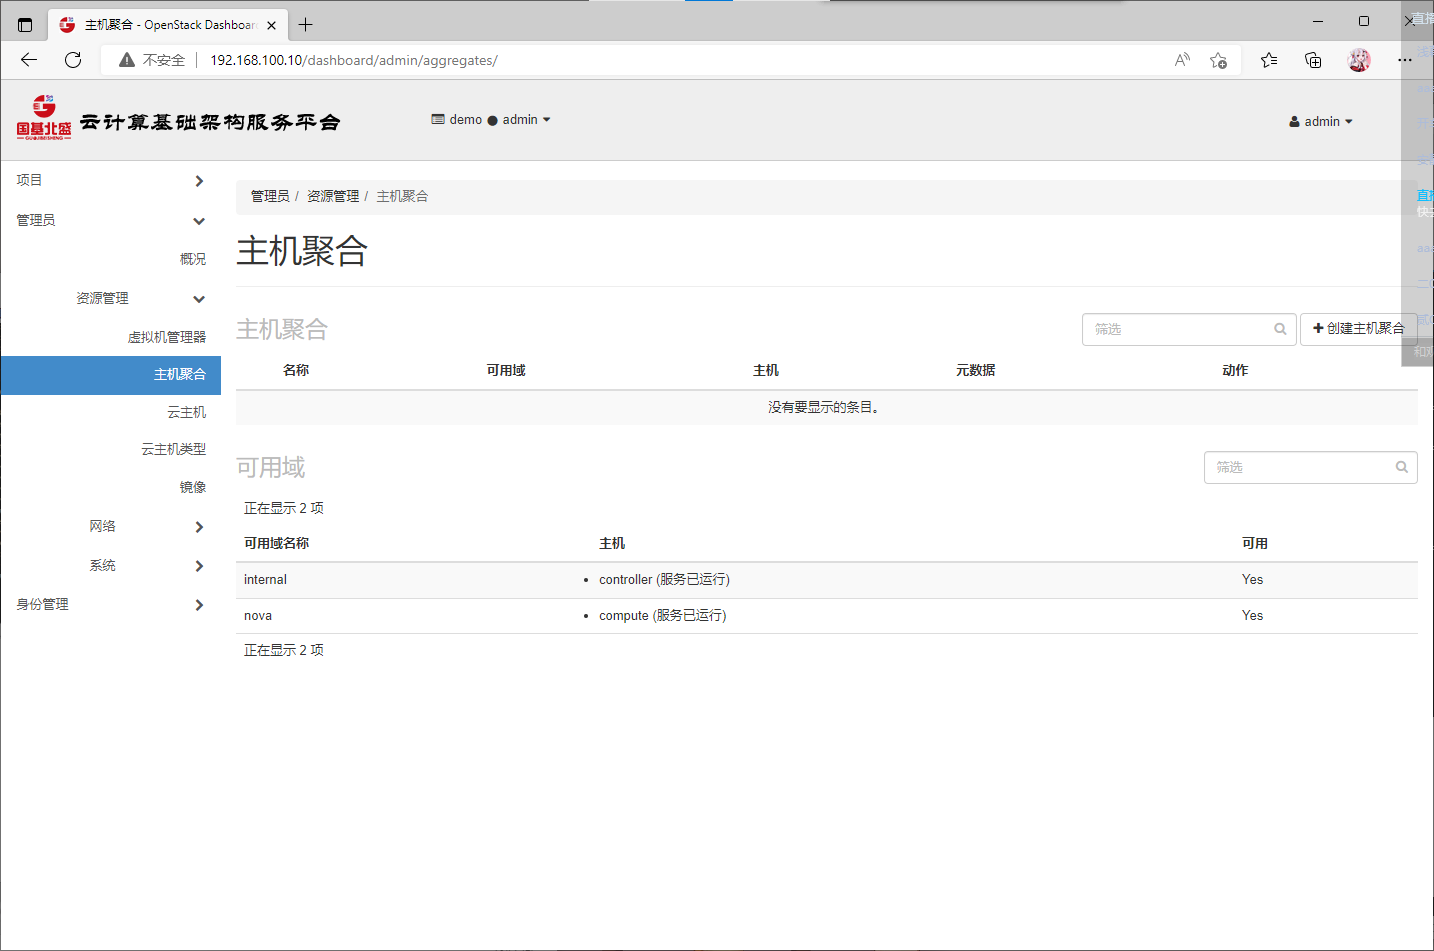 主机聚合 - OpenStack Dashboar
不安全
192.168.100.10/dashboard/admin/aggregates/
国基北盛
云计算基础架构服务平台
demo ● admin
admin
项目
管理员
概况
资源管理
虚拟机管理器
主机聚合
云主机
云主机类型
镜像
网络
系统
身份管理
管理员 / 资源管理 / 主机聚合
主机聚合
主机聚合
筛选
创建主机聚合
名称 可用域 主机 元数据 动作
没有要显示的条目。
可用域
筛选
正在显示 2 项
可用域名称 主机 可用
internal controller (服务已运行) Yes
nova compute (服务已运行) Yes
正在显示 2 项